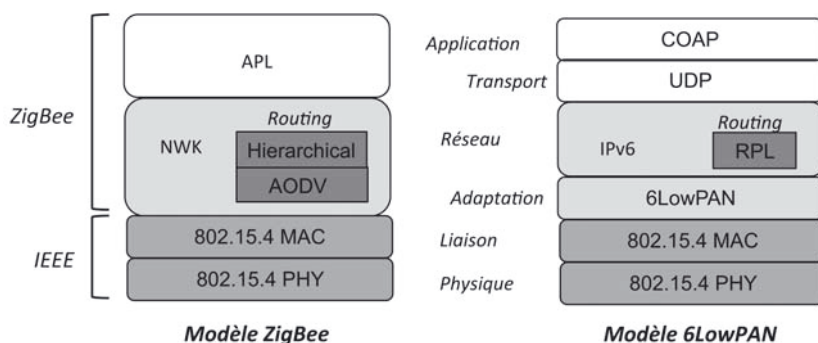 ZigBee
IEEE
APL
Routing
NWK
Hierarchical
AODV
802.15.4 MAC
802.15.4 PHY
Modèle ZigBee
Application
Transport
Réseau
Adaptation
Liaison
Physique
COAP
UDP
Routing
IPv6
RPL
6LowPAN
802.15.4 MAC
802.15.4 PHY
Modèle 6LowPAN